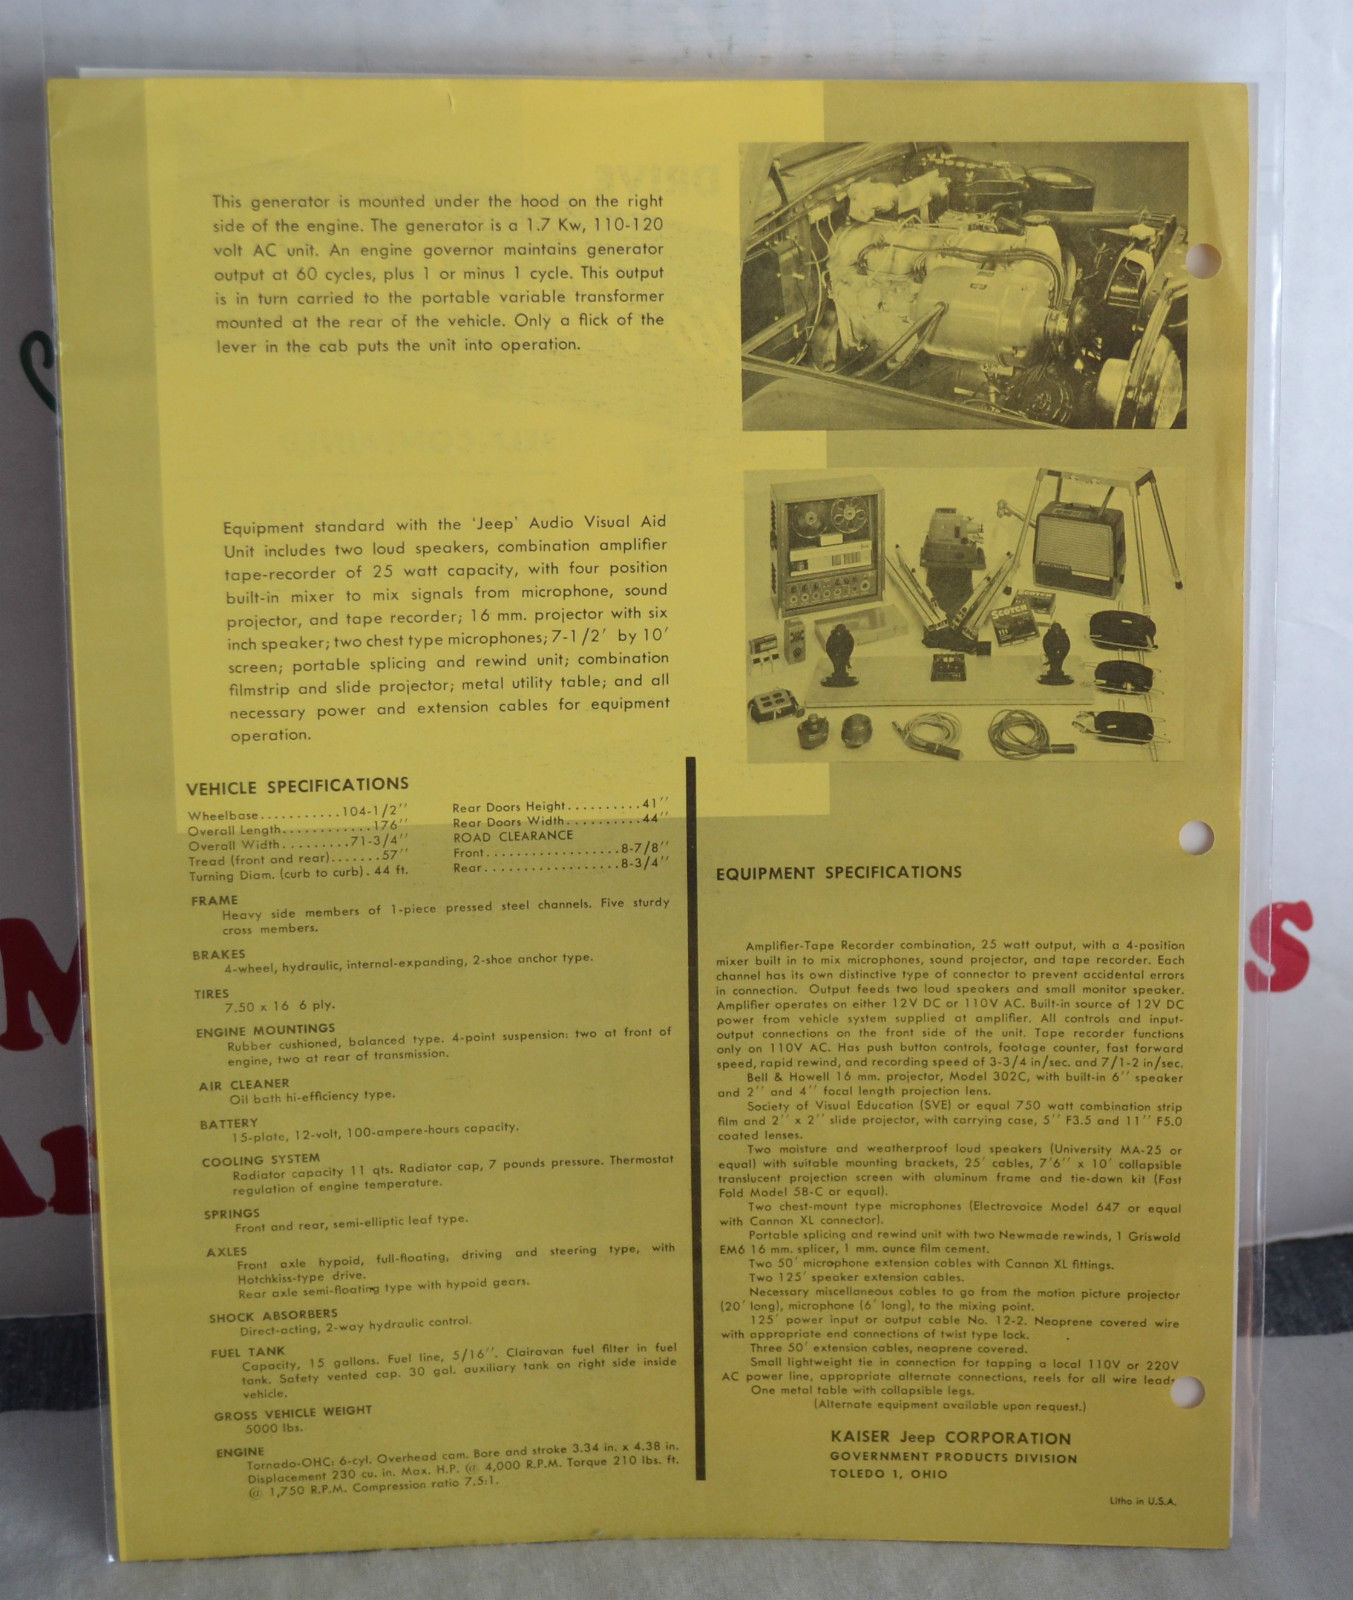 This generator is mounted under the hood on the right
side of the engine. The generator is a 1.7 Kw, 110-120
volt AC unit. An engine governor maintains generator
output at 60 cycles, plus 1 or minus 1 cycle. This output
is in turn carried to the portable variable transformer
mounted at the rear of the vehicle. Only a flick of the
lever in the cab puts the unit into operation.
Equipment standard with the 'Jeep' Audio Visual Aid
Unit includes two loud speakers, combination amplifier
tape-recorder of 25 watt capacity, with four position
built-in mixer to mix signals from microphone, sound
projector, and tape recorder; 16 mm. projector with six
inch speaker; two chest type microphones; 7-1/2' by 10'
screen; portable splicing and rewind unit; combination
filmstrip and slide projector; metal utility table; and all
necessary power and extension cables for equipment
operation.
SCOTCH
VEHICLE SPECIFICATIONS
Wheelbase...........104-1/2''
Overall Length............176''
Overall Width.........71-3/4''
Tread (front and rear).......57''
Turning Diam. (curb to curb). 44 ft.
Rear Doors Height..........41''
Rear Doors Width..........44''
ROAD CLEARANCE
Front..................8-7/8''
Rear..................8-3/4''
FRAME
Heavy side members of 1-piece pressed steel channels. Five sturdy
cross members.
BRAKES
4-wheel, hydraulic, internal-expanding, 2-shoe anchor type.
TIRES
7.50 x 16 6 ply.
ENGINE MOUNTINGS
Rubber cushioned, balanced type. 4-point suspension: two at front of
engine, two at rear of transmission.
AIR CLEANER
Oil bath hi-efficiency type.
BATTERY
15-plate, 12-volt, 100-ampere-hours capacity.
COOLING SYSTEM
Radiator capacity 11 qts. Radiator cap, 7 pounds pressure. Thermostat
regulation of engine temperature.
SPRINGS
Front and rear, semi-elliptic leaf type.
AXLES
Front axle hypoid, full-floating, driving and steering type, with
Hotchkiss-type drive.
Rear axle semi-floating type with hypoid gears.
SHOCK ABSORBERS
Direct-acting, 2-way hydraulic control.
FUEL TANK
Capacity, 15 gallons. Fuel line, 5/16''. Clairavan fuel filter in fuel
tank. Safety vented cap. 30 gal. auxiliary tank on right side inside
vehicle.
GROSS VEHICLE WEIGHT
5000 lbs.
ENGINE
Tornado-OHC: 6-cyl. Overhead cam. Bore and stroke 3.34 in. x 4.38 in.
Displacement 230 cu. in. Max. H.P. @ 4,000 R.P.M. Torque 210 lbs. ft.
@ 1,750 R.P.M. Compression ratio 7.5:1.
EQUIPMENT SPECIFICATIONS
Amplifier-Tape Recorder combination, 25 watt output, with a 4-position
mixer built in to mix microphones, sound projector, and tape recorder. Each
channel has its own distinctive type of connector to prevent accidental errors
in connection. Output feeds two loud speakers and small monitor speaker.
Amplifier operates on either 12V DC or 110V AC. Built-in source of 12V DC
power from vehicle system supplied at amplifier. All controls and input-
output connections on the front side of the unit. Tape recorder functions
only on 110V AC. Has push button controls, footage counter, fast forward
speed, rapid rewind, and recording speed of 3-3/4 in/sec. and 7/1-2 in/sec.
Bell & Howell 16 mm. projector, Model 302C, with built-in 6'' speaker
and 2'' and 4'' focal length projection lens.
Society of Visual Education (SVE) or equal 750 watt combination strip
film and 2'' x 2'' slide projector, with carrying case, 5'' F3.5 and 11'' F5.0
coated lenses.
Two moisture and weatherproof loud speakers (University MA-25 or
equal) with suitable mounting brackets, 25' cables, 7'6'' x 10' collapsible
translucent projection screen with aluminum frame and tie-down kit (Fast
Fold Model 58-C or equal).
Two chest-mount type microphones (Electrovoice Model 647 or equal
with Cannon XL connector).
Portable splicing and rewind unit with two Newmade rewinds, 1 Griswold
EM6 16 mm. splicer, 1 mm. ounce film cement.
Two 50' microphone extension cables with Cannon XL fittings.
Two 125' speaker extension cables.
Necessary miscellaneous cables to go from the motion picture projector
(20' long), microphone (6' long), to the mixing point.
125' power input or output cable No. 12-2. Neoprene covered wire
with appropriate end connections of twist type lock.
Three 50' extension cables, neoprene covered.
Small lightweight tie in connection for tapping a local 110V or 220V
AC power line, appropriate alternate connections, reels for all wire leads.
One metal table with collapsible legs.
(Alternate equipment available upon request.)
KAISER Jeep CORPORATION
GOVERNMENT PRODUCTS DIVISION
TOLEDO 1, OHIO
Litho in U.S.A.